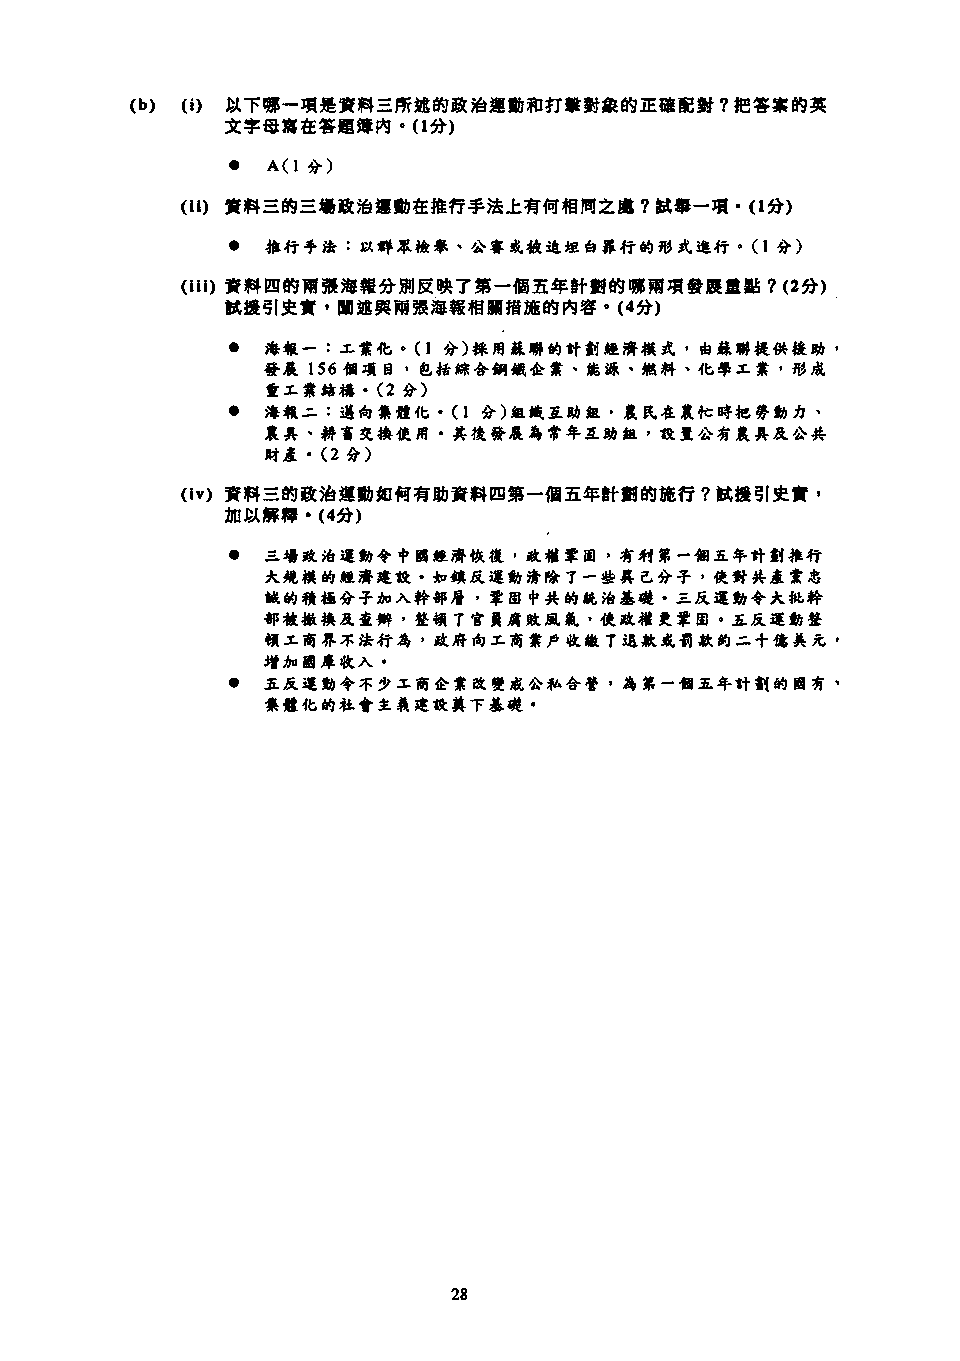 (b) (i) 以下哪一項是資料三所述的政治運動和打擊對象的正確配對？把答案的英
文字母寫在答題簿內。(1分)
● A(1 分)
(ii) 資料三的三場政治運動在推行手法上有何相同之處？試舉一項。(1分)
● 推行手法：以群眾檢舉、公審或被迫坦白罪行的形式進行。(1 分)
(iii) 資料四的兩張海報分別反映了第一個五年計劃的哪兩項發展重點？(2分)
試援引史實，闡述與兩張海報相關措施的內容。(4分)
● 海報一：工業化。(1 分)採用蘇聯的計劃經濟模式，由蘇聯提供援助，
發展 156 個項目，包括綜合鋼鐵企業、能源、燃料、化學工業，形成
重工業結構。(2 分)
● 海報二：邁向集體化。(1 分)組織互助組，農民在農忙時把勞動力、
農具、耕畜交換使用。其後發展為常年互助組，設置公有農具及公共
財產。(2 分)
(iv) 資料三的政治運動如何有助資料四第一個五年計劃的施行？試援引史實，
加以解釋。(4分)
● 三場政治運動令中國經濟恢復，政權鞏固，有利第一個五年計劃推行
大規模的經濟建設。如鎮反運動清除了一些異己分子，使對共產黨忠
誠的積極分子加入幹部層，鞏固中共的統治基礎。三反運動令大批幹
部被撤換及查辦，整頓了官員腐敗風氣，使政權更鞏固。五反運動整
頓工商界不法行為，政府向工商業戶收繳了退款或罰款約二十億美元，
增加國庫收入。
● 五反運動令不少工商企業改變成公私合營，為第一個五年計劃的國有、
集體化的社會主義建設奠下基礎。
28